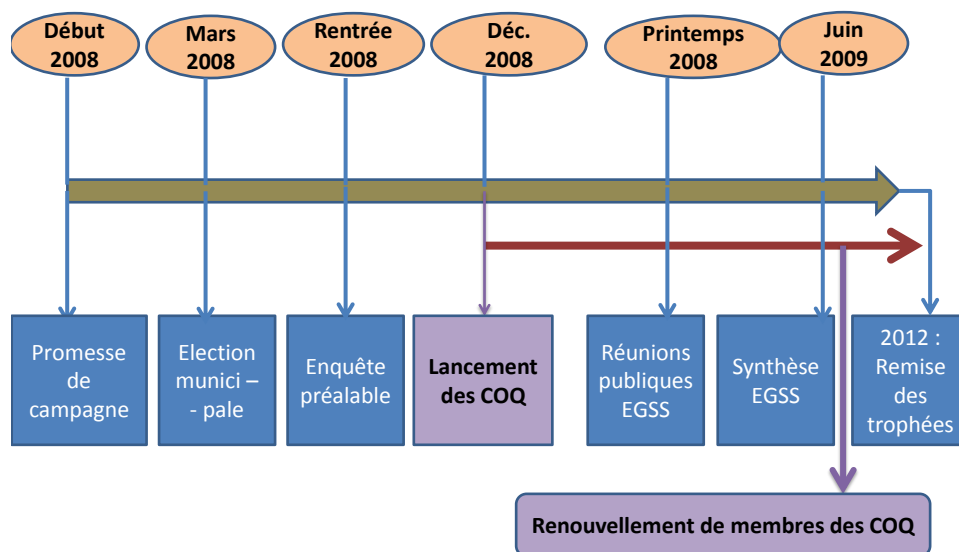 Début
2008
Mars
2008
Rentrée
2008
Déc.
2008
Printemps
2008
Juin
2009
Promesse
de
campagne
Election
munici –
- pale
Enquête
préalable
Lancement
des COQ
Réunions
publiques
EGSS
Synthèse
EGSS
2012 :
Remise
des
trophées
Renouvellement de membres des COQ